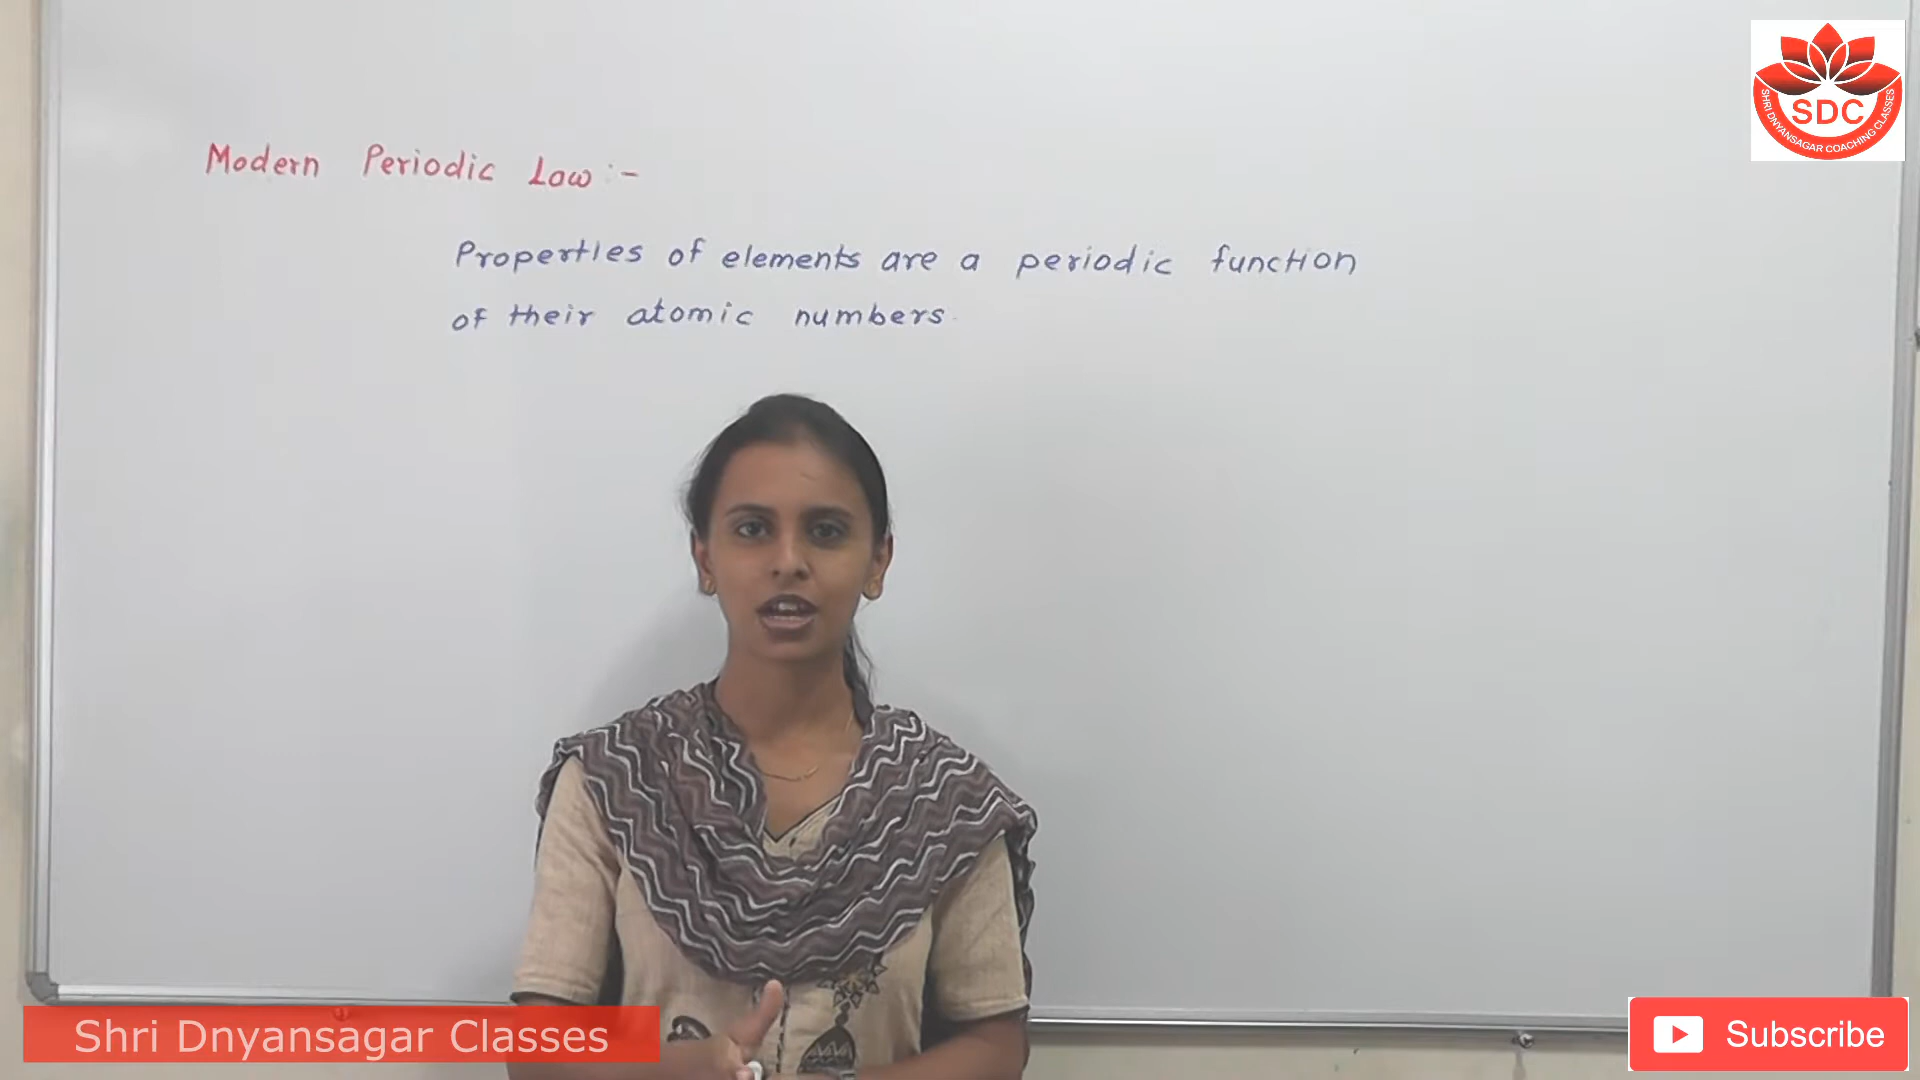 SDC
SHRI DNYANSAGAR COACHING CLASSES
Modern Periodic Law :-
Properties of elements are a periodic function
of their atomic numbers
Shri Dnyansagar Classes
Subscribe